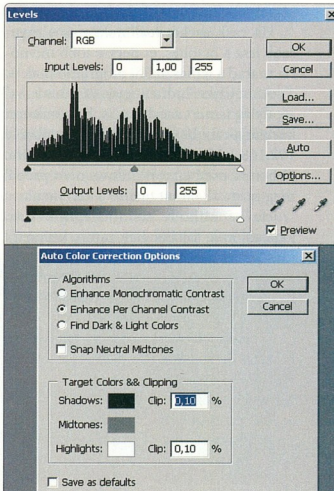 Levels
Channel: RGB
OK
Input Levels: 0 1,00 255
Cancel
Load...
Save...
Auto
Options...
Output Levels: 0 255
Preview
Auto Color Correction Options
Algorithms
Enhance Monochromatic Contrast
Enhance Per Channel Contrast
Find Dark & Light Colors
Snap Neutral Midtones
OK
Cancel
Target Colors && Clipping
Shadows: Clip: 0,10 %
Midtones:
Highlights: Clip: 0,10 %
Save as defaults